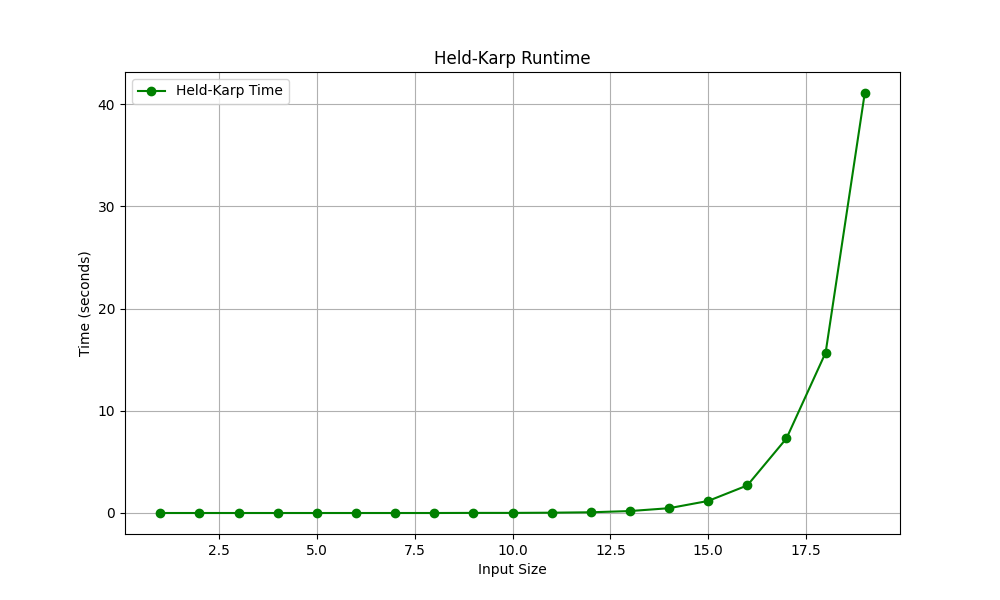 Held-Karp Runtime
Held-Karp Time
Time (seconds)
40
30
20
10
0
2.5 5.0 7.5 10.0 12.5 15.0 17.5
Input Size